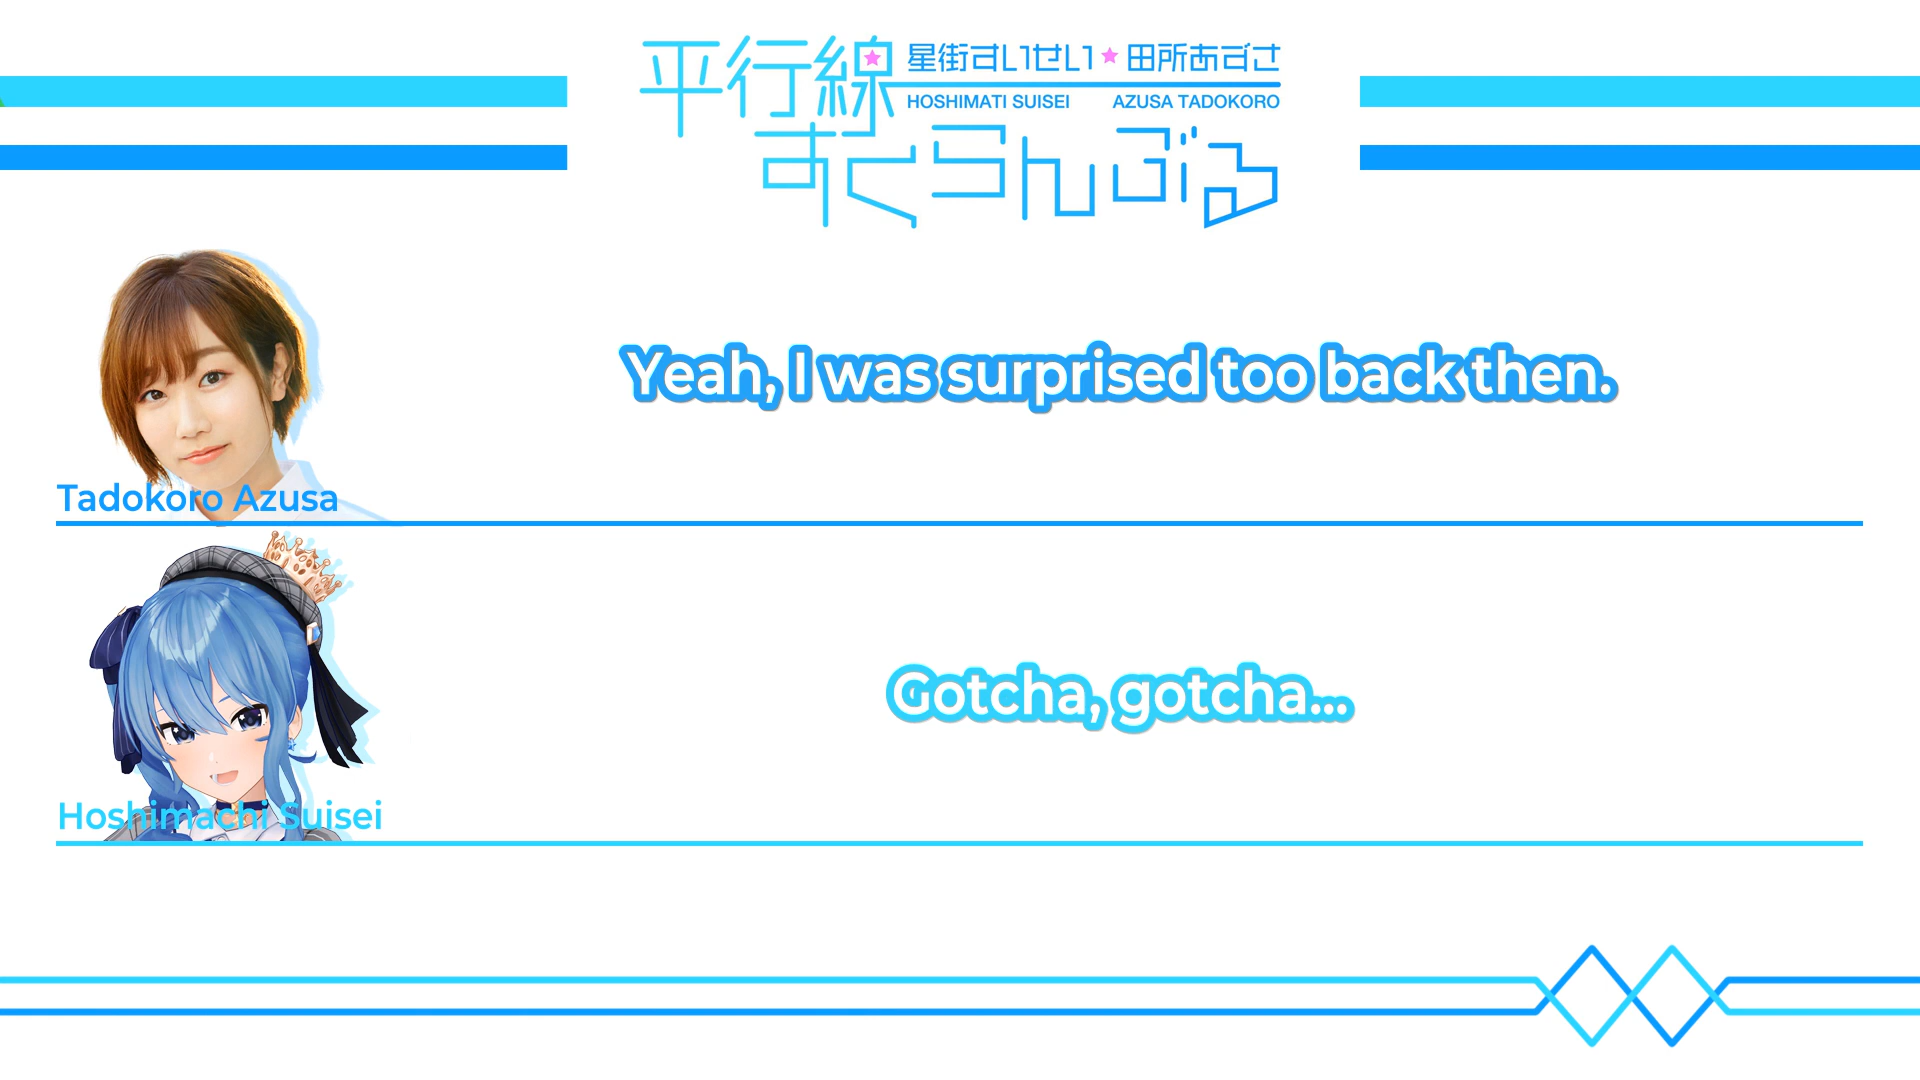 平行線すくらんぶる
星街すいせい★田所あずさ
HOSHIMATI SUISEI AZUSA TADOKORO
Yeah, I was surprised too back then.
Tadokoro Azusa
Gotcha, gotcha...
Hoshimachi Suisei